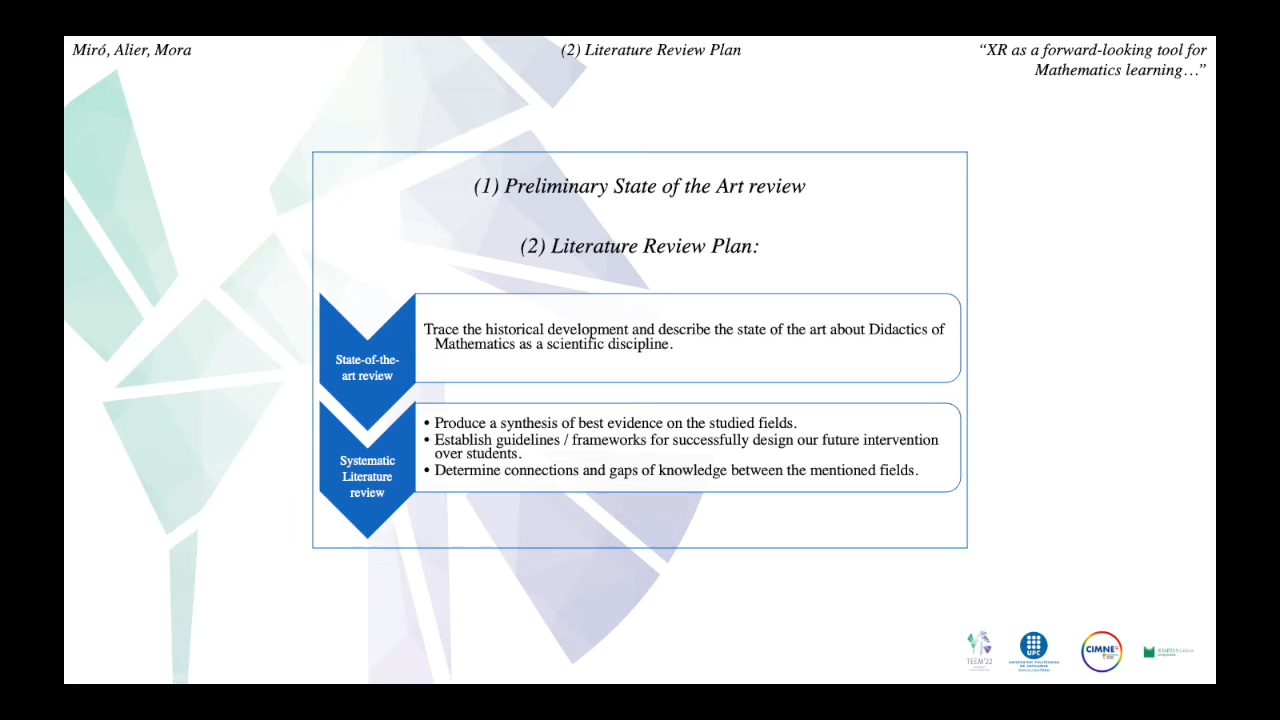 Miró, Alier, Mora
(2) Literature Review Plan
“XR as a forward-looking tool for
Mathematics learning…”
(1) Preliminary State of the Art review
(2) Literature Review Plan:
State-of-the-
art review
Trace the historical development and describe the state of the art about Didactics of
Mathematics as a scientific discipline.
Systematic
Literature
review
• Produce a synthesis of best evidence on the studied fields.
• Establish guidelines / frameworks for successfully design our future intervention
over students.
• Determine connections and gaps of knowledge between the mentioned fields.
TEEM'22
UPC
CIMNE